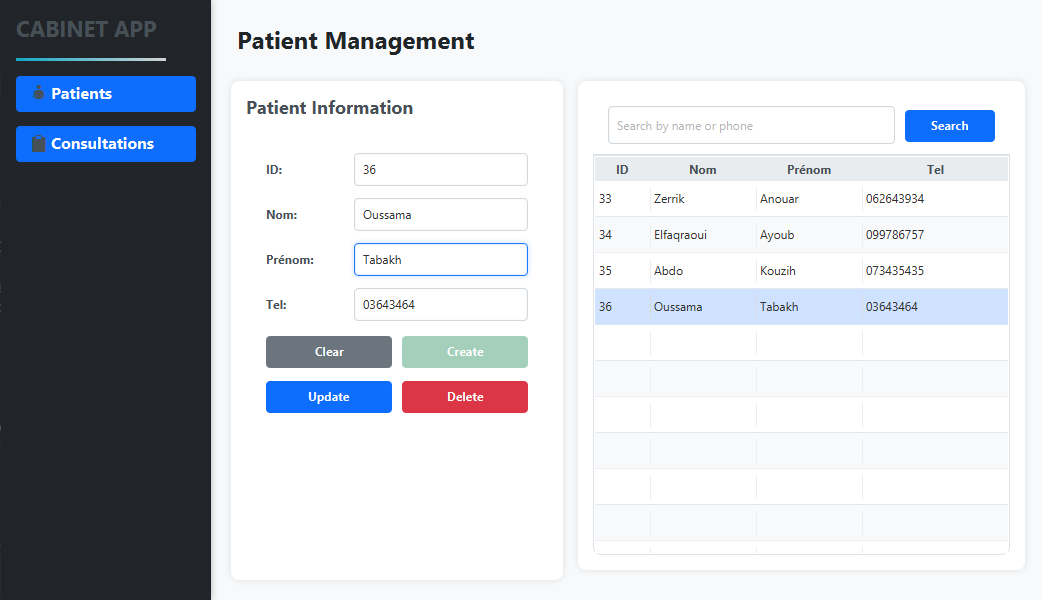 CABINET APP
Patients
Consultations
Patient Management
Patient Information
ID: 36
Nom: Oussama
Prénom: Tabakh
Tel: 03643464
Clear Create
Update Delete
Search by name or phone Search
ID Nom Prénom Tel
33 Zerrik Anouar 062643934
34 Elfaqraoui Ayoub 099786757
35 Abdo Kouzih 073435435
36 Oussama Tabakh 03643464